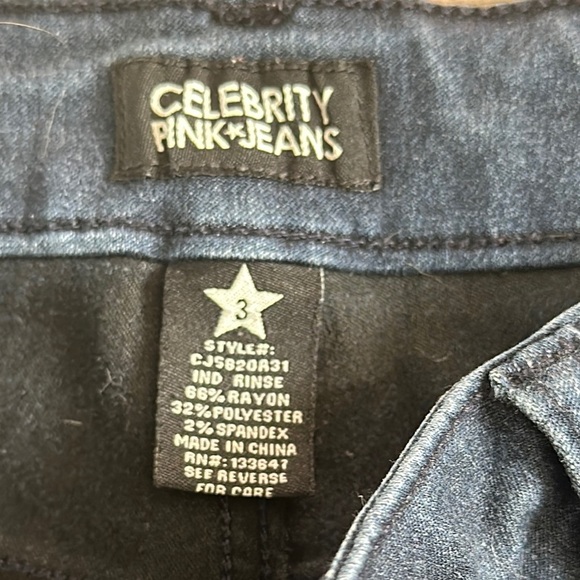 CELEBRITY
PINK★JEANS
3
STYLE#:
CJ5820R31
IND RINSE
66% RAYON
32% POLYESTER
2% SPANDEX
MADE IN CHINA
RN#: 133647
SEE REVERSE
FOR CARE